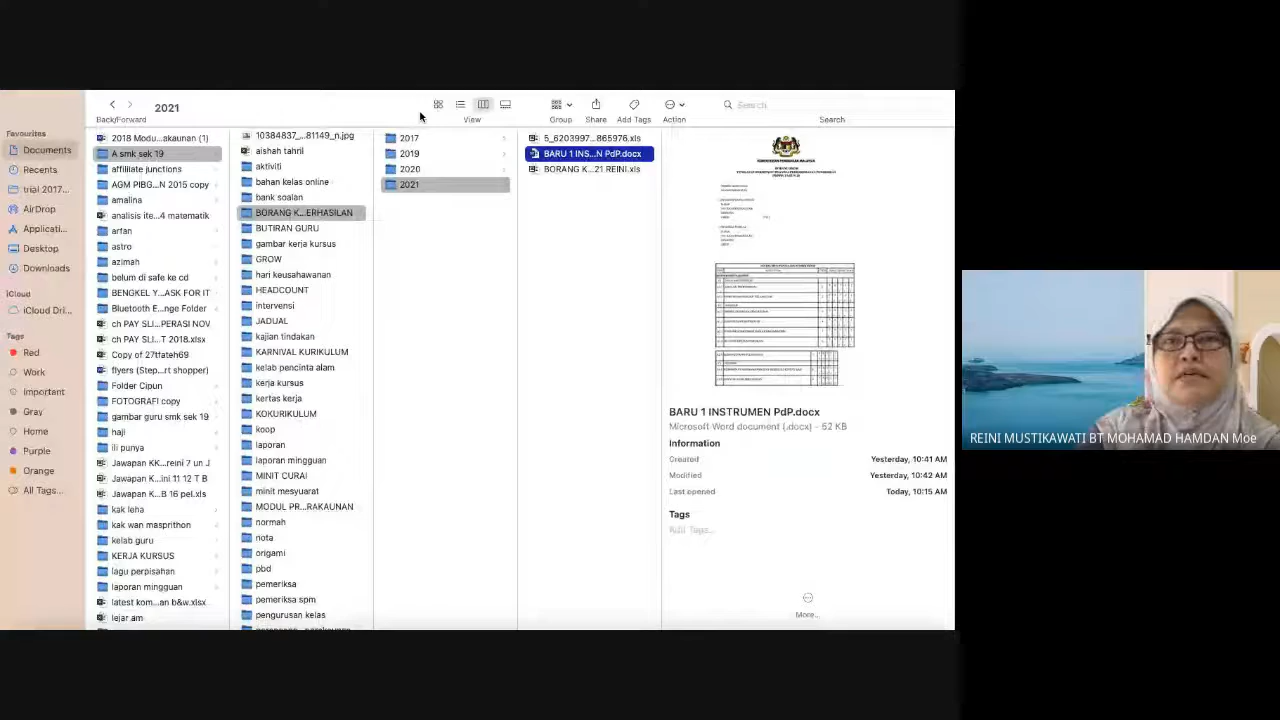 2021
Back/Forward
View
Group
Share
Add Tags
Action
Search
Search
Favourites
Documents
Recents
trial 2017...
AirDrop
Applicati...
Desktop
Downloads
iCloud
iCloud Dri...
Tags
Red
Work
Important
Gray
Home
Purple
Orange
All Tags...
2018 Modu...akaunan (1)
A smk sek 19
affiliate junctions
AGM PIBG...N 2015 copy
amalina
analisis ite...4 matematik
arfan
astro
azimah
belum di safe ke cd
BENGKEL Y...ASK FOR IT
Bluetooth E...nge Folder
ch PAY SLI...PERASI NOV
ch PAY SLI...T 2018.xlsx
Copy of 27tiateh69
flyers (Step...rt shopper)
Folder Cipun
FOTOGRAFI copy
gambar guru smk sek 19
haji
ili punya
Jawapan KK...reini 7 un J
Jawapan K...ini 11 12 T B
Jawapan K...B 16 pel.xls
kak leha
kak wan masprithon
kelab guru
KERJA KURSUS
lagu perpisahan
laporan mingguan
latest kom...an b&w.xlsx
lejar am
10384837_...81149_n.jpg
aishah tahril
aktiviti
bahan kelas online
bank soalan
BORANG K...ERHASILAN
BUTIRAN GURU
gambar kerja kursus
GROW
hari keusahawanan
HEADCOUNT
intervensi
JADUAL
kajian tindakan
KARNIVAL KURIKULUM
kelab pencinta alam
kerja kursus
kertas kerja
KOKURIKULUM
koop
laporan
laporan mingguan
MINIT CURAI
minit mesyuarat
MODUL PR...RAKAUNAN
normah
nota
origami
pbd
pemeriksa
pemeriksa spm
pengurusan kelas
2017
2019
2020
2021
5_6203997...865976.xls
BARU 1 INS...N PdP.docx
BORANG K...21 REINI.xls
BARU 1 INSTRUMEN PdP.docx
Microsoft Word document (.docx) - 52 KB
Information
Created Yesterday, 10:41 AM
Modified Yesterday, 10:42 AM
Last opened Today, 10:15 AM
Tags
Add Tags...
More...
REINI MUSTIKAWATI BT MOHAMAD HAMDAN Moe